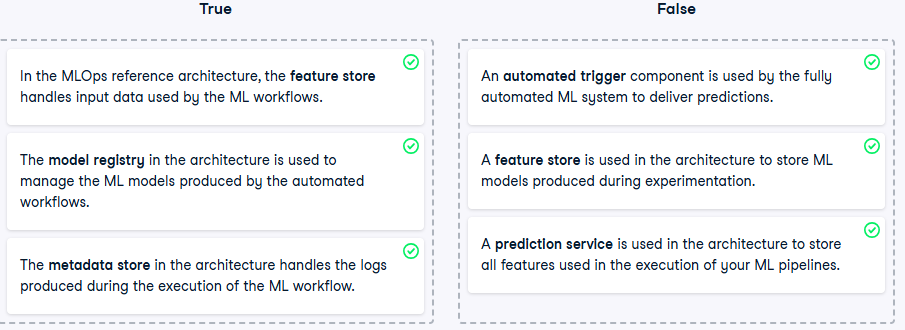 True
In the MLOps reference architecture, the feature store
handles input data used by the ML workflows.
The model registry in the architecture is used to
manage the ML models produced by the automated
workflows.
The metadata store in the architecture handles the logs
produced during the execution of the ML workflow.
False
An automated trigger component is used by the fully
automated ML system to deliver predictions.
A feature store is used in the architecture to store ML
models produced during experimentation.
A prediction service is used in the architecture to store
all features used in the execution of your ML pipelines.